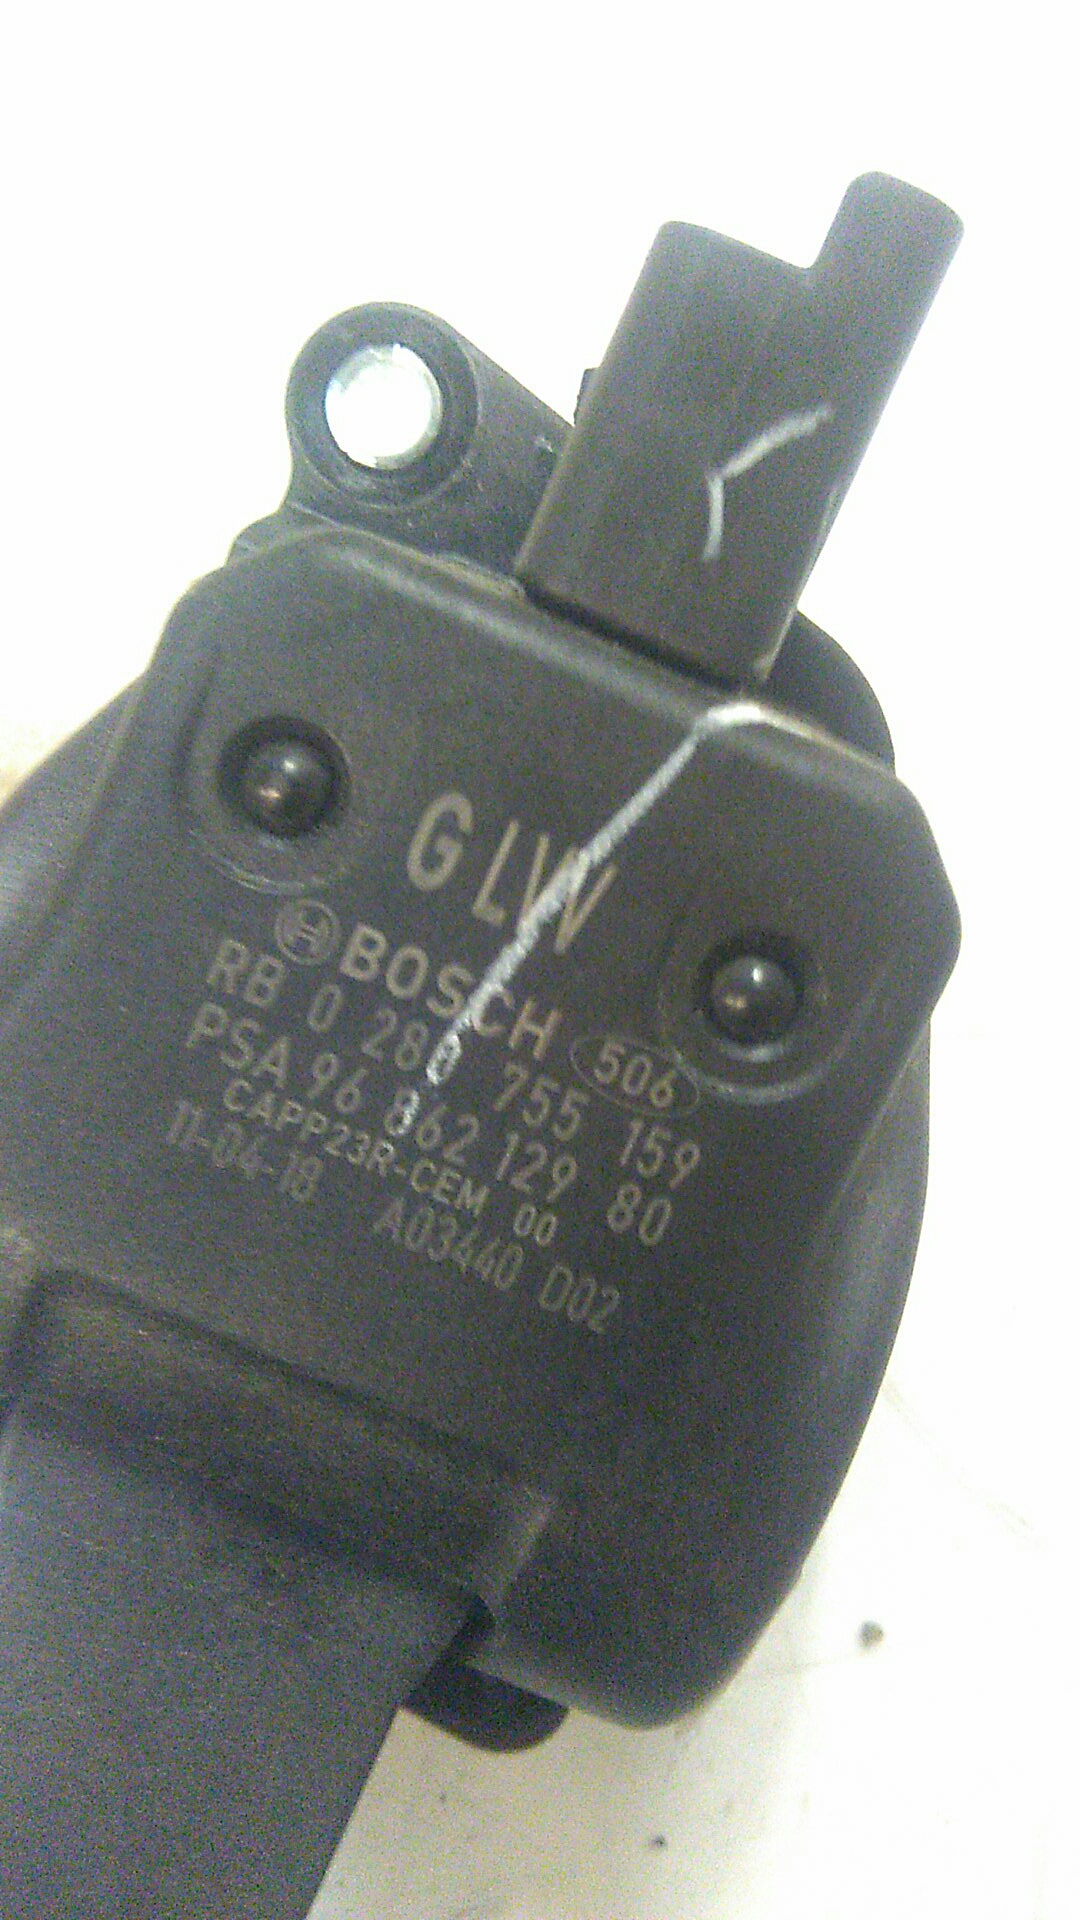 GLW
BOSCH 506
RB 0 280 755 159
PSA 96 862 129 80
CAPP23R-CEM 00
11-04-18 A03440 D02